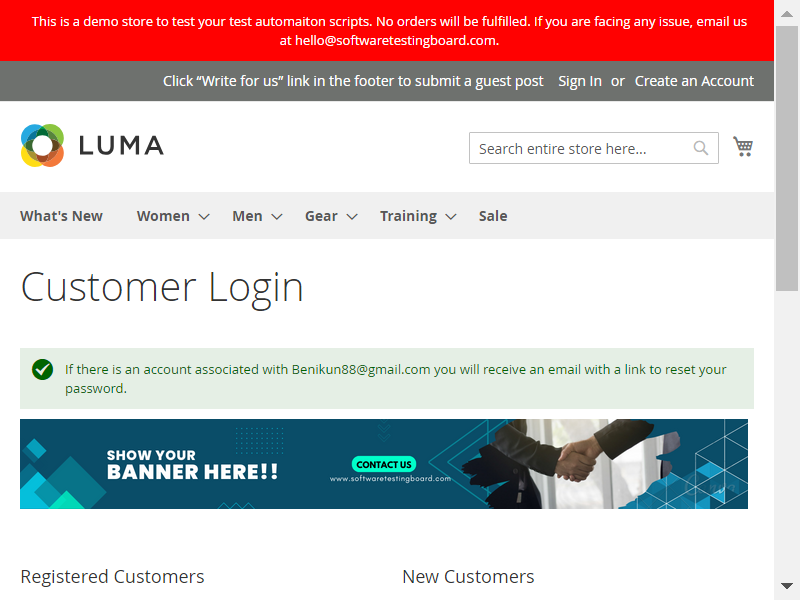 This is a demo store to test your test automaiton scripts. No orders will be fulfilled. If you are facing any issue, email us
at hello@softwaretestingboard.com.
Click “Write for us” link in the footer to submit a guest post Sign In or Create an Account
LUMA
Search entire store here...
What's New Women Men Gear Training Sale
Customer Login
If there is an account associated with Benikun88@gmail.com you will receive an email with a link to reset your
password.
SHOW YOUR
BANNER HERE!!
CONTACT US
www.softwaretestingboard.com
Registered Customers
New Customers